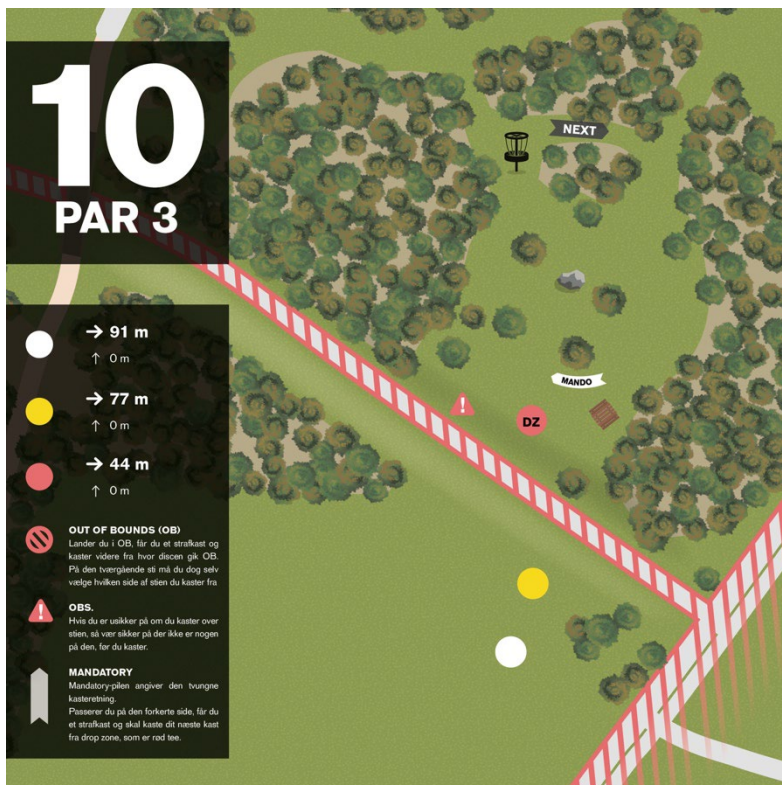 10
PAR 3
→ 91 m
↑ 0 m
→ 77 m
↑ 0 m
→ 44 m
↑ 0 m
OUT OF BOUNDS (OB)
Lander du i OB, får du et strafkast og
kaster videre fra hvor discen gik OB.
På den tværgående sti må du dog selv
vælge hvilken side af stien du kaster fra
OBS.
Hvis du er usikker på om du kaster over
stien, så vær sikker på der ikke er nogen
på den, før du kaster.
MANDATORY
Mandatory-pilen angiver den tvungne
kasteretning.
Passerer du på den forkerte side, får du
et strafkast og skal kaste dit næste kast
fra drop zone, som er rød tee.
NEXT
MANDO
DZ